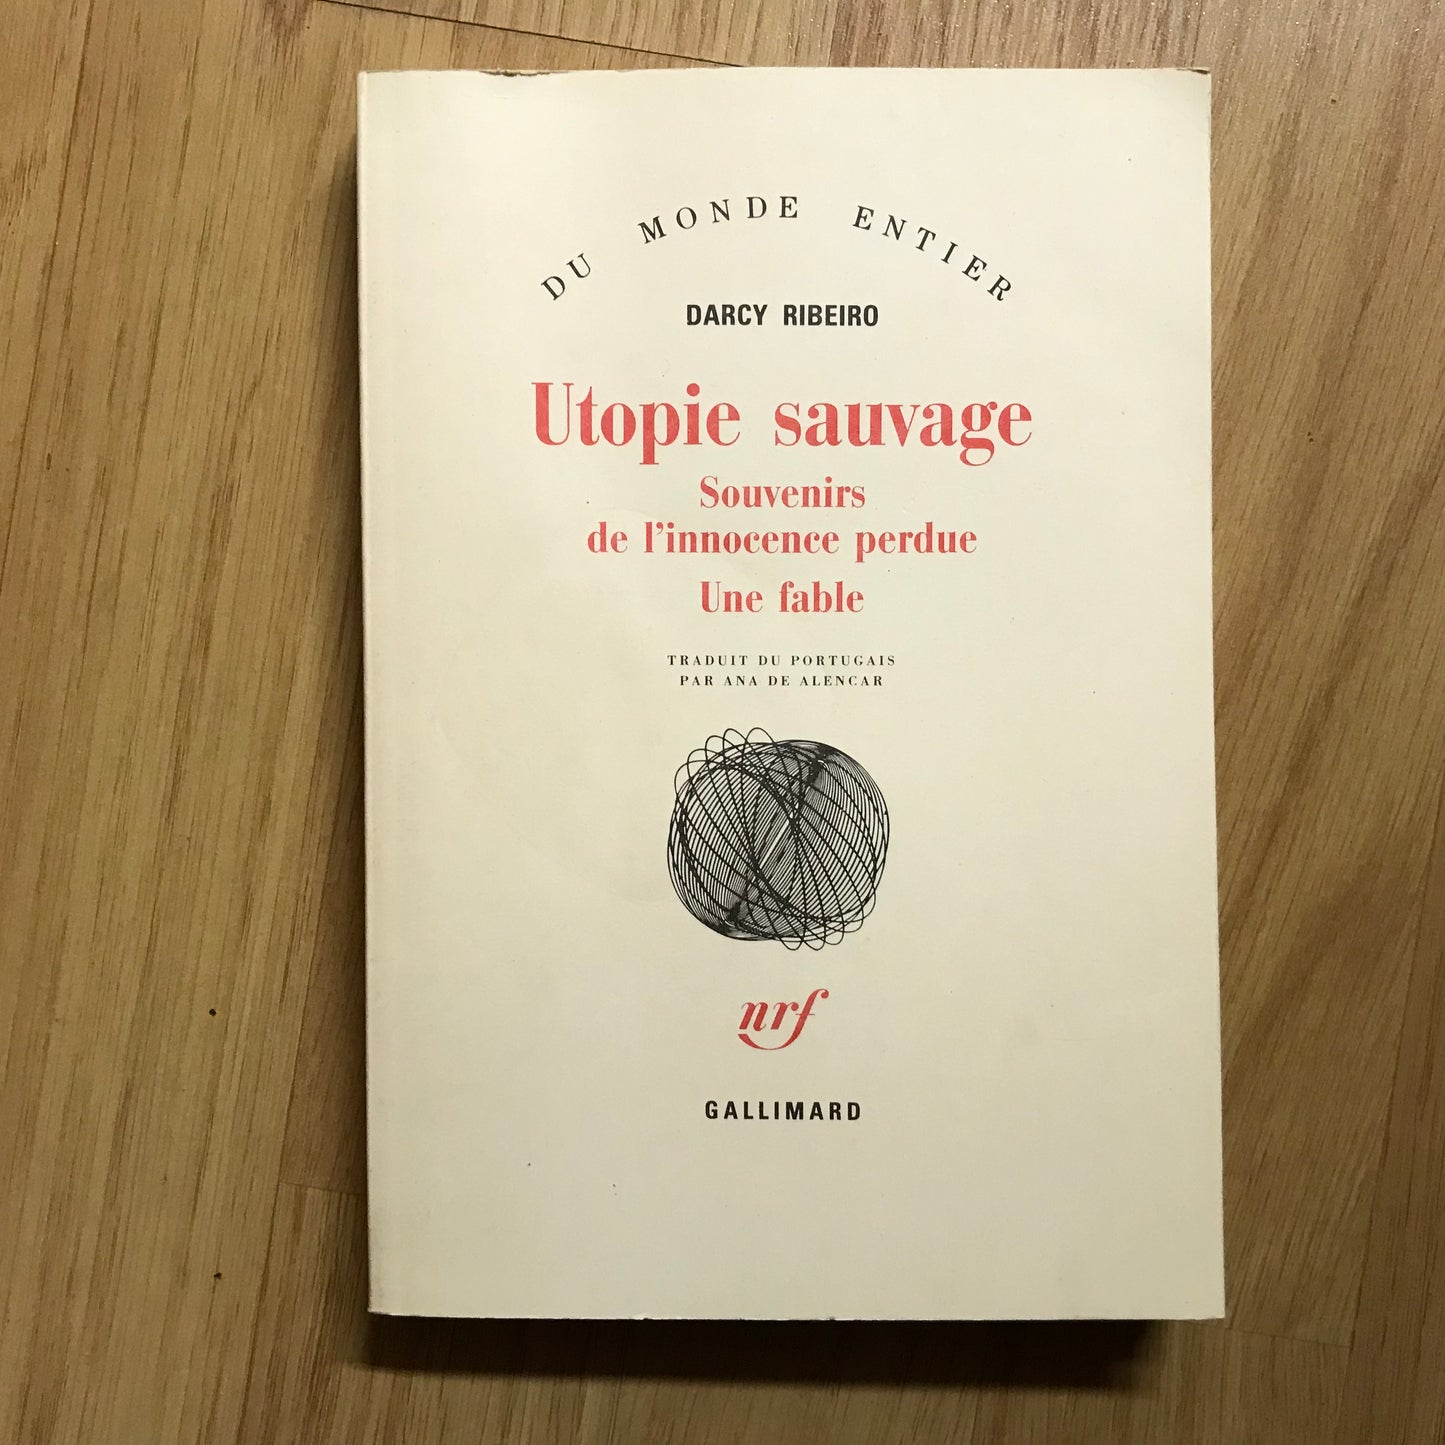 DU MONDE ENTIER
DARCY RIBEIRO
Utopie sauvage
Souvenirs
de l'innocence perdue
Une fable
TRADUIT DU PORTUGAIS
PAR ANA DE ALENCAR
nrf
GALLIMARD